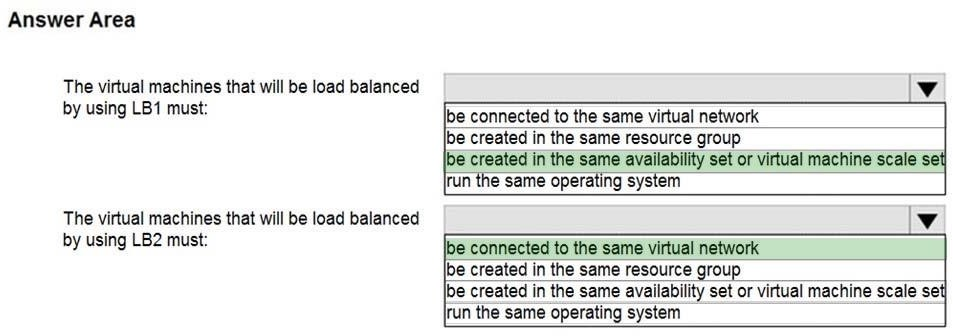 Answer Area
The virtual machines that will be load balanced
by using LB1 must:
be connected to the same virtual network
be created in the same resource group
be created in the same availability set or virtual machine scale set
run the same operating system
The virtual machines that will be load balanced
by using LB2 must:
be connected to the same virtual network
be created in the same resource group
be created in the same availability set or virtual machine scale set
run the same operating system